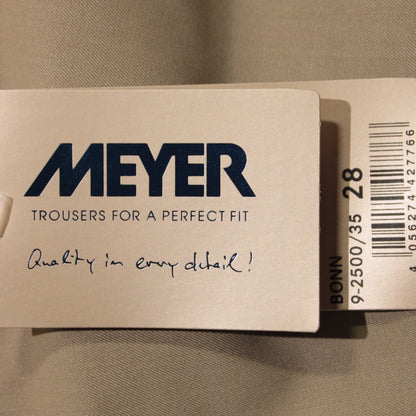 MEYER
TROUSERS FOR A PERFECT FIT
Quality in every detail!
BONN
9-2500/35 28
4 056274 427766